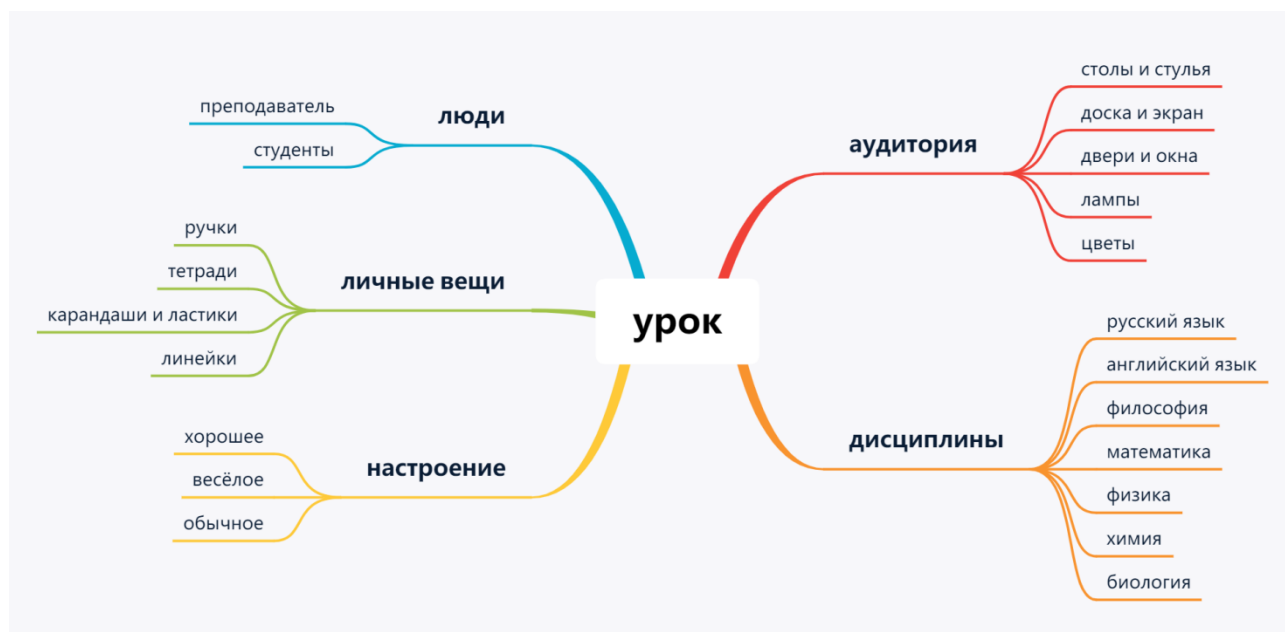 урок
люди
преподаватель
студенты
личные вещи
ручки
тетради
карандаши и ластики
линейки
настроение
хорошее
весёлое
обычное
аудитория
столы и стулья
доска и экран
двери и окна
лампы
цветы
дисциплины
русский язык
английский язык
философия
математика
физика
химия
биология